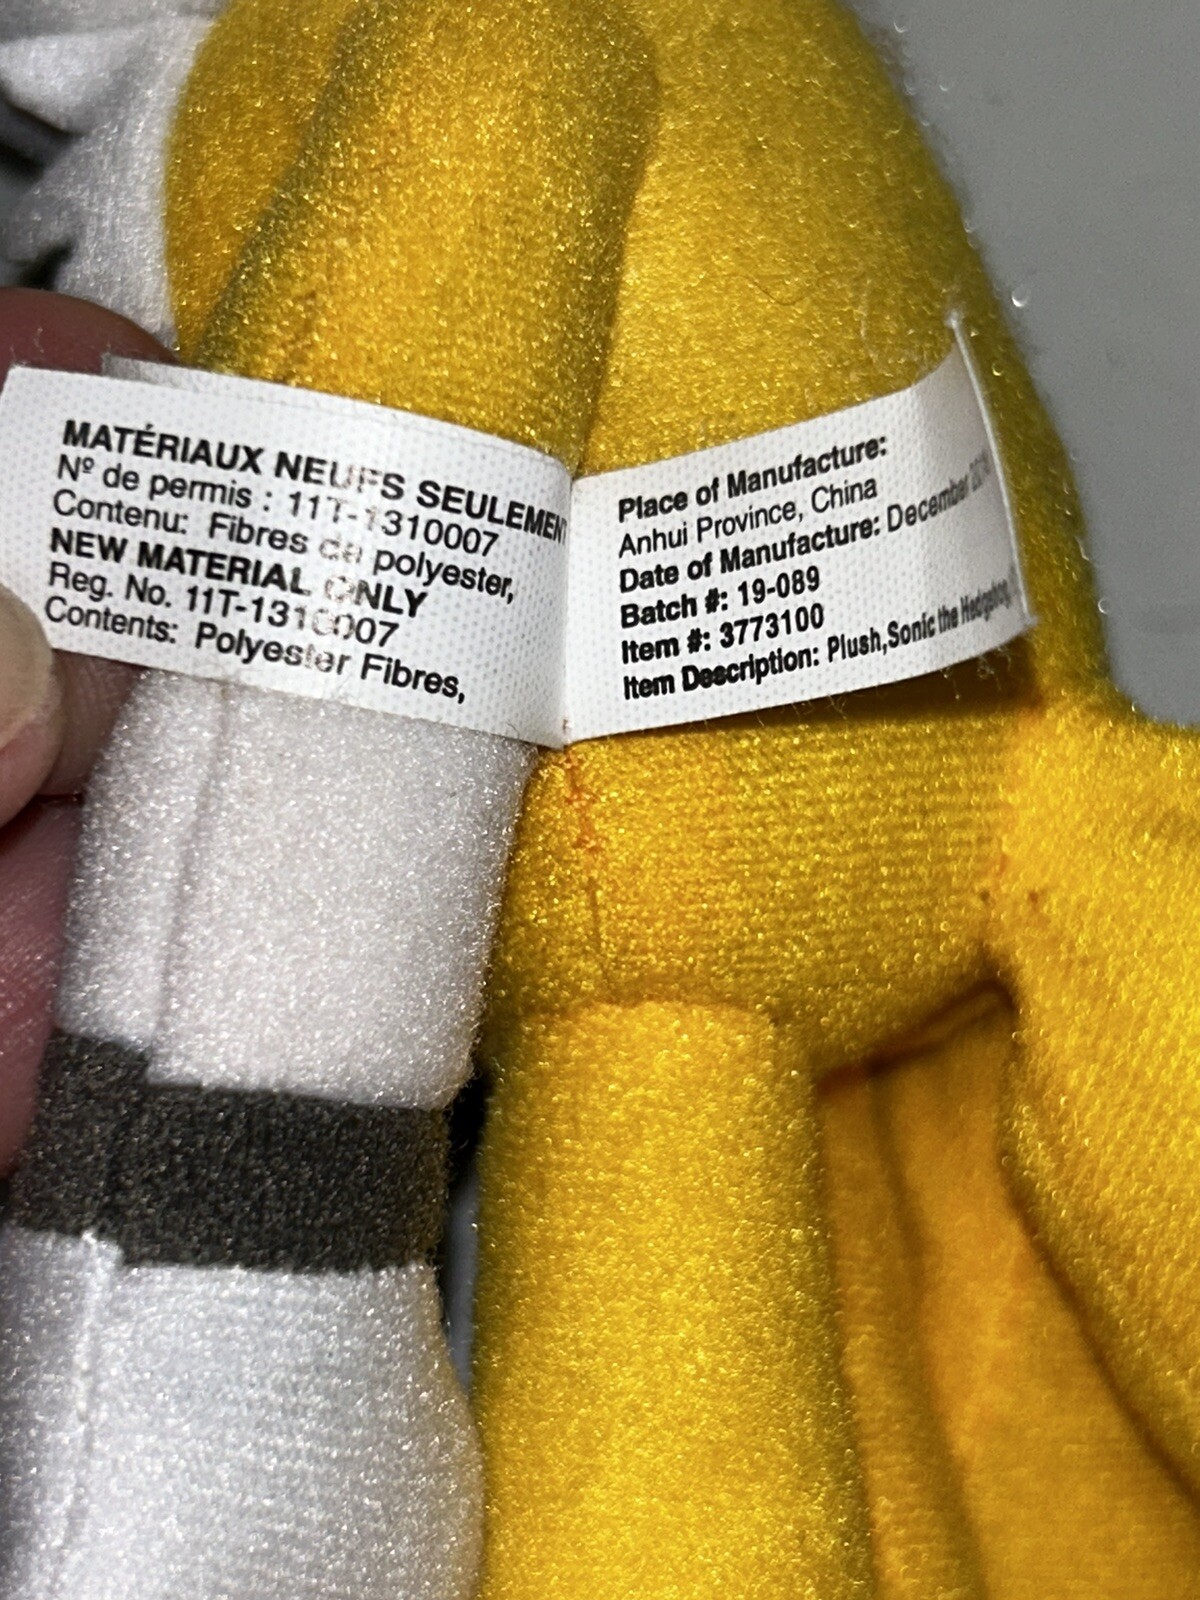 MATÉRIAUX NEUFS SEULEMENT
Nº de permis : 11T-1310007
Contenu: Fibres de polyester,
NEW MATERIAL ONLY
Reg. No. 11T-1310007
Contents: Polyester Fibres,
Place of Manufacture:
Anhui Province, China
Date of Manufacture: December
Batch #: 19-089
Item #: 3773100
Item Description: Plush,Sonic the Hedgehog,